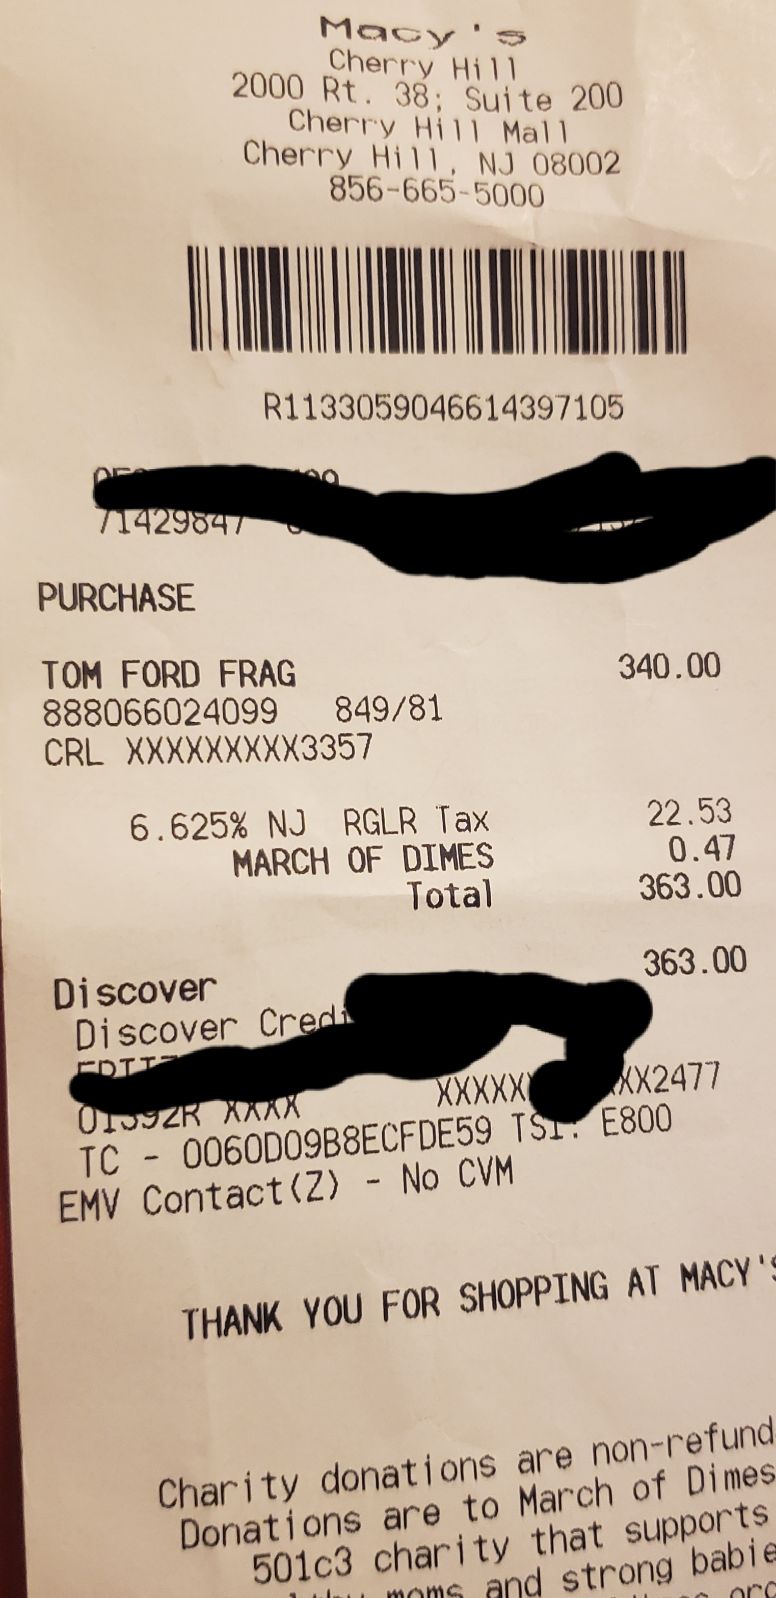 Macy's
Cherry Hill
2000 Rt. 38; Suite 200
Cherry Hill Mall
Cherry Hill, NJ 08002
856-665-5000
R1133059046614397105
71429847
PURCHASE
TOM FORD FRAG 340.00
888066024099 849/81
CRL XXXXXXXXX3357
6.625% NJ RGLR Tax 22.53
MARCH OF DIMES 0.47
Total 363.00
Discover 363.00
Discover Credi
01392R XXXX XXXXX XX2477
TC - 0060D09B8ECFDE59 TSI: E800
EMV Contact(Z) - No CVM
THANK YOU FOR SHOPPING AT MACY'S
Charity donations are non-refund
Donations are to March of Dimes
501c3 charity that supports
moms and strong babie